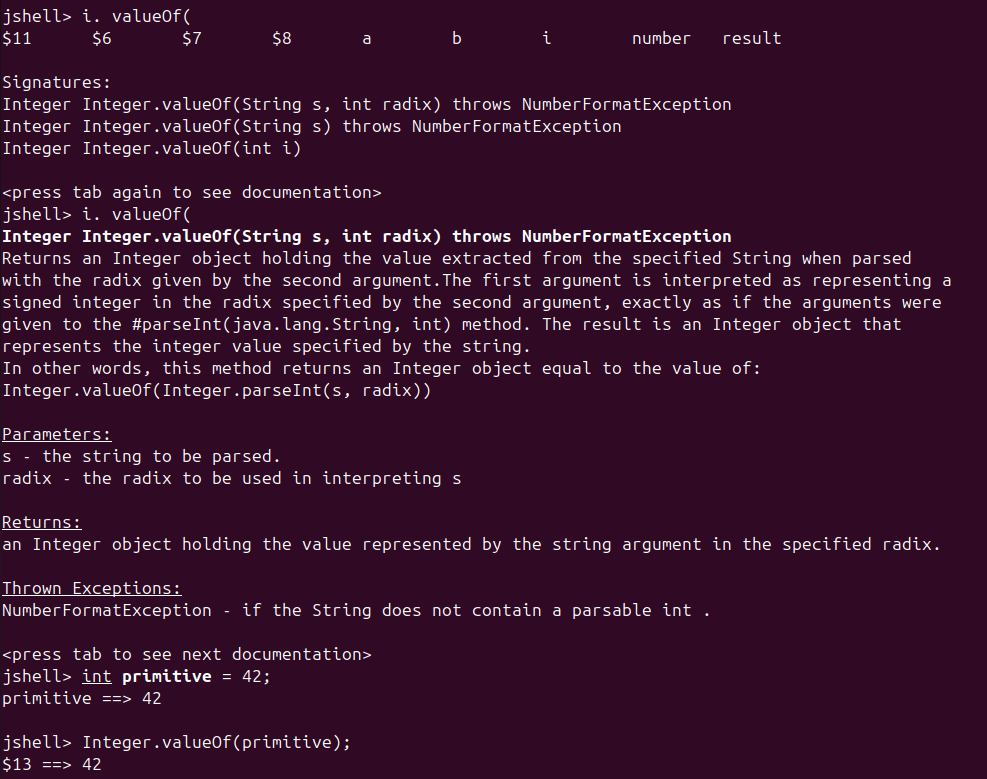 jshell> i. valueOf(
$11      $6       $7       $8       a        b        i        number   result
Signatures:
Integer Integer.valueOf(String s, int radix) throws NumberFormatException
Integer Integer.valueOf(String s) throws NumberFormatException
Integer Integer.valueOf(int i)
<press tab again to see documentation>
jshell> i. valueOf(
Integer Integer.valueOf(String s, int radix) throws NumberFormatException
Returns an Integer object holding the value extracted from the specified String when parsed
with the radix given by the second argument.The first argument is interpreted as representing a
signed integer in the radix specified by the second argument, exactly as if the arguments were
given to the #parseInt(java.lang.String, int) method. The result is an Integer object that
represents the integer value specified by the string.
In other words, this method returns an Integer object equal to the value of:
Integer.valueOf(Integer.parseInt(s, radix))
Parameters:
s - the string to be parsed.
radix - the radix to be used in interpreting s
Returns:
an Integer object holding the value represented by the string argument in the specified radix.
Thrown Exceptions:
NumberFormatException - if the String does not contain a parsable int .
<press tab to see next documentation>
jshell> int primitive = 42;
primitive ==> 42
jshell> Integer.valueOf(primitive);
$13 ==> 42